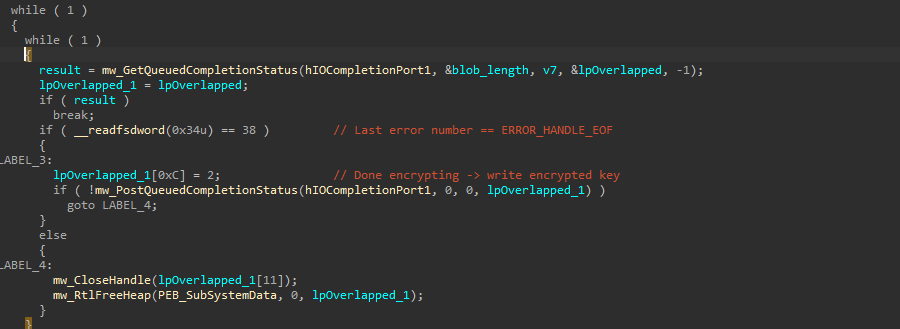 while ( 1 )
{
while ( 1 )
{
result = mw_GetQueuedCompletionStatus(hIOCompletionPort1, &blob_length, v7, &lpOverlapped, -1);
lpOverlapped_1 = lpOverlapped;
if ( result )
break;
if ( __readfsdword(0x34u) == 38 ) // Last error number == ERROR_HANDLE_EOF
{
LABEL_3:
lpOverlapped_1[0xC] = 2; // Done encrypting -> write encrypted key
if ( !mw_PostQueuedCompletionStatus(hIOCompletionPort1, 0, 0, lpOverlapped_1) )
goto LABEL_4;
}
else
{
LABEL_4:
mw_CloseHandle(lpOverlapped_1[11]);
mw_RtlFreeHeap(PEB_SubSystemData, 0, lpOverlapped_1);
}
}